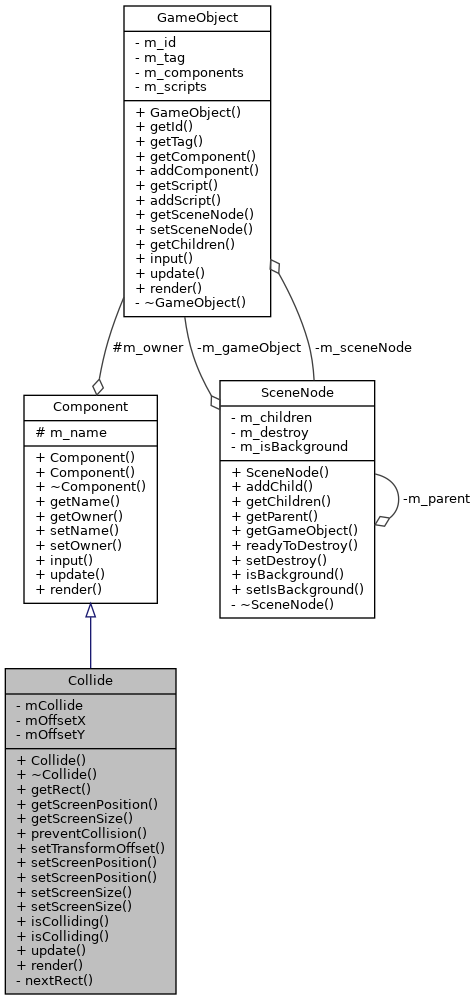 GameObject
- m_id
- m_tag
- m_components
- m_scripts
+ GameObject()
+ getId()
+ getTag()
+ getComponent()
+ addComponent()
+ getScript()
+ addScript()
+ getSceneNode()
+ setSceneNode()
+ getChildren()
+ input()
+ update()
+ render()
- ~GameObject()
#m_owner
-m_gameObject
-m_sceneNode
Component
# m_name
+ Component()
+ Component()
+ ~Component()
+ getName()
+ getOwner()
+ setName()
+ setOwner()
+ input()
+ update()
+ render()
SceneNode
- m_children
- m_destroy
- m_isBackground
+ SceneNode()
+ addChild()
+ getChildren()
+ getParent()
+ getGameObject()
+ readyToDestroy()
+ setDestroy()
+ isBackground()
+ setIsBackground()
- ~SceneNode()
-m_parent
Collide
- mCollide
- mOffsetX
- mOffsetY
+ Collide()
+ ~Collide()
+ getRect()
+ getScreenPosition()
+ getScreenSize()
+ preventCollision()
+ setTransformOffset()
+ setScreenPosition()
+ setScreenPosition()
+ setScreenSize()
+ setScreenSize()
+ isColliding()
+ isColliding()
+ update()
+ render()
- nextRect()